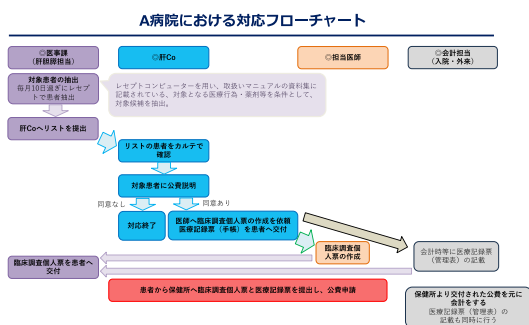 A病院における対応フローチャート
◎医事課
(肝胆膵担当)
◎肝Co
◎担当医師
◎会計担当
(入院・外来)
対象患者の抽出
毎月10日過ぎにレセプ
トで患者抽出
レセプトコンピューターを用い、取扱いマニュアルの資料集に
記載されている、対象となる医療行為・薬剤等を条件として、
対象候補を抽出。
肝Coへリストを提出
リストの患者をカルテで
確認
対象患者に公費説明
同意なし
同意あり
対応終了
医師へ臨床調査個人票の作成を依頼
医療記録票(手帳)を患者へ交付
臨床調査個
人票の作成
会計時等に医療記録票
(管理表)の記載
臨床調査個人票を患者へ
交付
患者から保健所へ臨床調査個人票と医療記録票を提出し、公費申請
保健所より交付された公費を元に
会計をする
医療記録票(管理表)の
記載も同時に行う